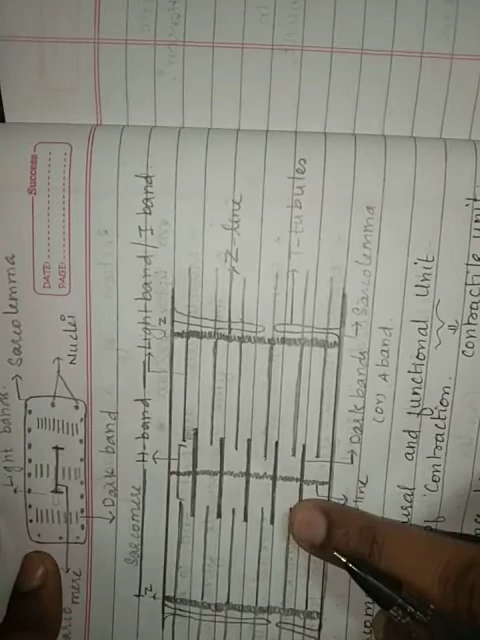 Success
DATE:
PAGE:
Light band.
Sarcolemma
Nuclei
Dark band
Sarcomere
H-band
Light band / I band.
Z
Z-line
T-tubules
Z
Dark bands
(or) A band.
Sarcolemma
and functional Unit
of Contraction.
contractile unit